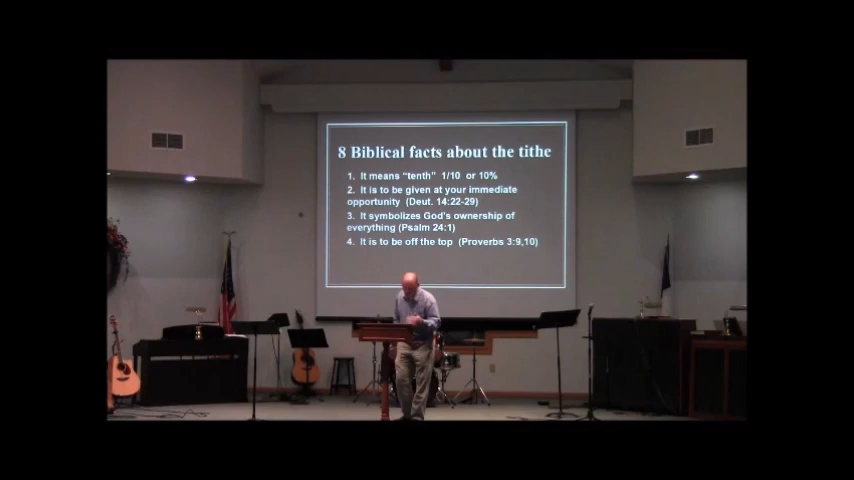 8 Biblical facts about the tithe
1. It means "tenth" 1/10 or 10%
2. It is to be given at your immediate
opportunity (Deut. 14:22-29)
3. It symbolizes God's ownership of
everything (Psalm 24:1)
4. It is to be off the top (Proverbs 3:9,10)